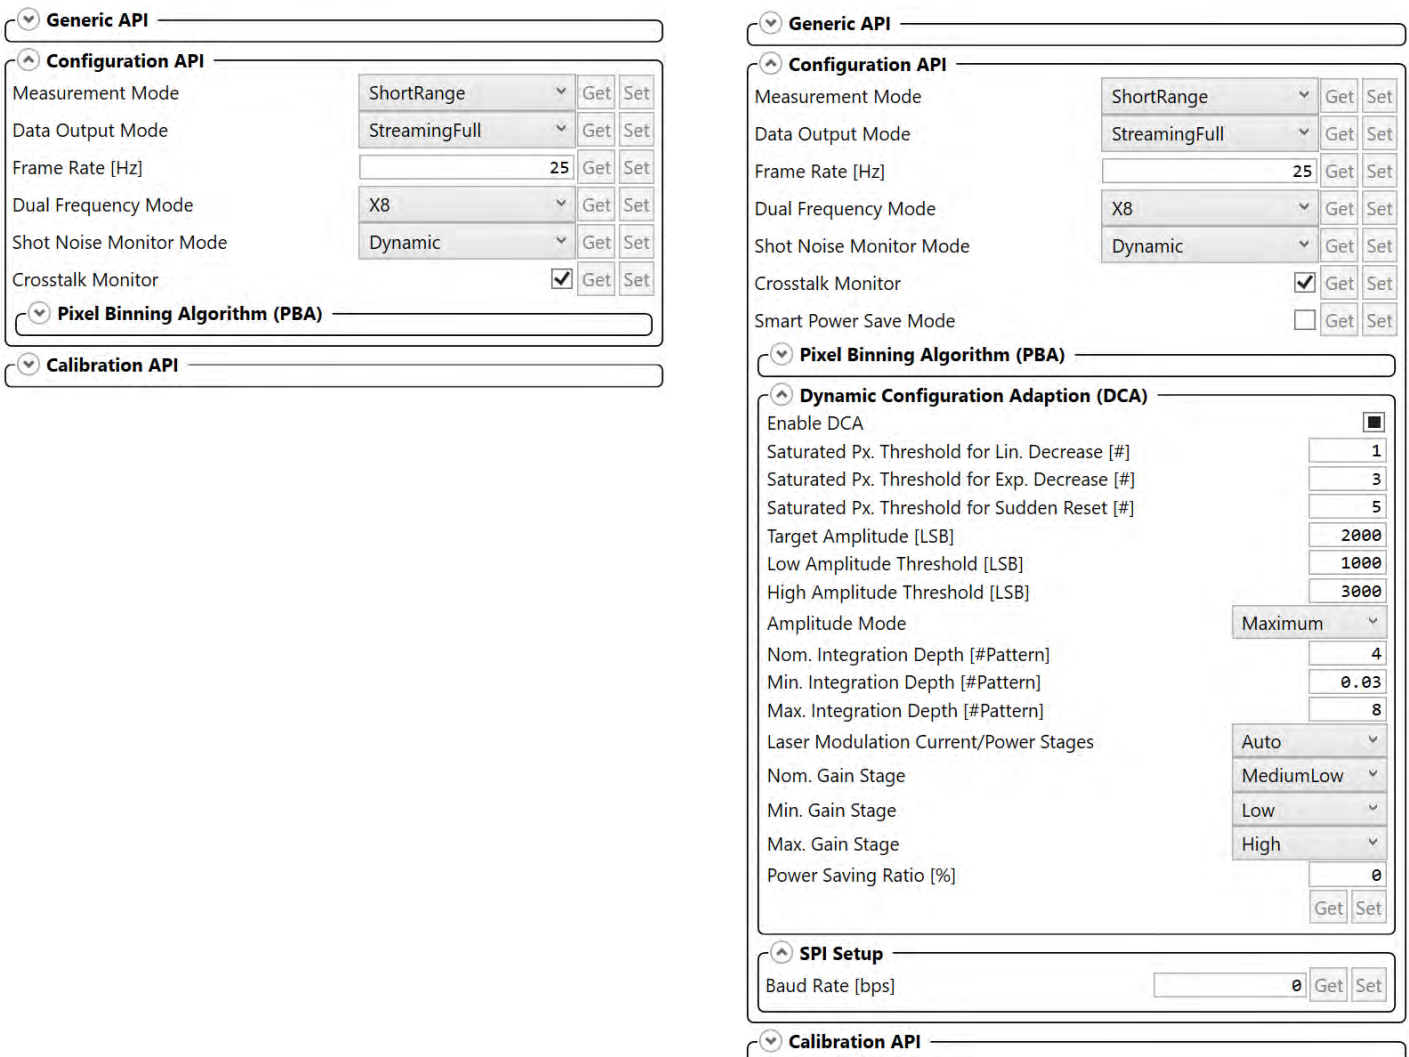 Generic API
Configuration API
Measurement Mode ShortRange Get Set
Data Output Mode StreamingFull Get Set
Frame Rate [Hz] 25 Get Set
Dual Frequency Mode X8 Get Set
Shot Noise Monitor Mode Dynamic Get Set
Crosstalk Monitor Get Set
Pixel Binning Algorithm (PBA)
Calibration API
Generic API
Configuration API
Measurement Mode ShortRange Get Set
Data Output Mode StreamingFull Get Set
Frame Rate [Hz] 25 Get Set
Dual Frequency Mode X8 Get Set
Shot Noise Monitor Mode Dynamic Get Set
Crosstalk Monitor Get Set
Smart Power Save Mode Get Set
Pixel Binning Algorithm (PBA)
Dynamic Configuration Adaption (DCA)
Enable DCA
Saturated Px. Threshold for Lin. Decrease [#] 1
Saturated Px. Threshold for Exp. Decrease [#] 3
Saturated Px. Threshold for Sudden Reset [#] 5
Target Amplitude [LSB] 2000
Low Amplitude Threshold [LSB] 1000
High Amplitude Threshold [LSB] 3000
Amplitude Mode Maximum
Nom. Integration Depth [#Pattern] 4
Min. Integration Depth [#Pattern] 0.03
Max. Integration Depth [#Pattern] 8
Laser Modulation Current/Power Stages Auto
Nom. Gain Stage MediumLow
Min. Gain Stage Low
Max. Gain Stage High
Power Saving Ratio [%] 0
Get Set
SPI Setup
Baud Rate [bps] 0 Get Set
Calibration API